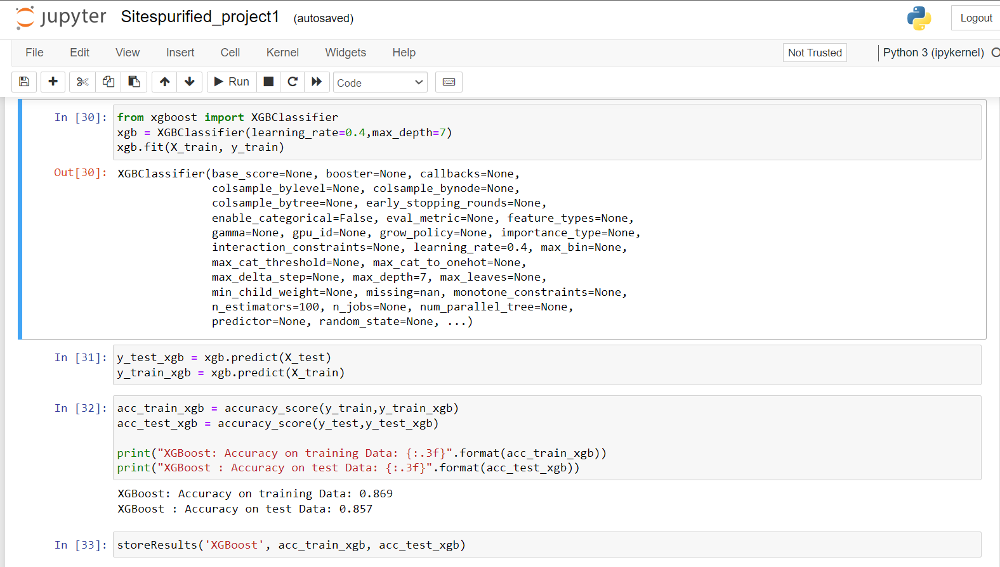 jupyter Sitespurified_project1 (autosaved)
Logout
File Edit View Insert Cell Kernel Widgets Help
Not Trusted
Python 3 (ipykernel)
Run
Code
In [30]: from xgboost import XGBClassifier
xgb = XGBClassifier(learning_rate=0.4,max_depth=7)
xgb.fit(X_train, y_train)
Out[30]: XGBClassifier(base_score=None, booster=None, callbacks=None,
colsample_bylevel=None, colsample_bynode=None,
colsample_bytree=None, early_stopping_rounds=None,
enable_categorical=False, eval_metric=None, feature_types=None,
gamma=None, gpu_id=None, grow_policy=None, importance_type=None,
interaction_constraints=None, learning_rate=0.4, max_bin=None,
max_cat_threshold=None, max_cat_to_onehot=None,
max_delta_step=None, max_depth=7, max_leaves=None,
min_child_weight=None, missing=nan, monotone_constraints=None,
n_estimators=100, n_jobs=None, num_parallel_tree=None,
predictor=None, random_state=None, ...)
In [31]: y_test_xgb = xgb.predict(X_test)
y_train_xgb = xgb.predict(X_train)
In [32]: acc_train_xgb = accuracy_score(y_train,y_train_xgb)
acc_test_xgb = accuracy_score(y_test,y_test_xgb)
print("XGBoost: Accuracy on training Data: {:.3f}".format(acc_train_xgb))
print("XGBoost : Accuracy on test Data: {:.3f}".format(acc_test_xgb))
XGBoost: Accuracy on training Data: 0.869
XGBoost : Accuracy on test Data: 0.857
In [33]: storeResults('XGBoost', acc_train_xgb, acc_test_xgb)